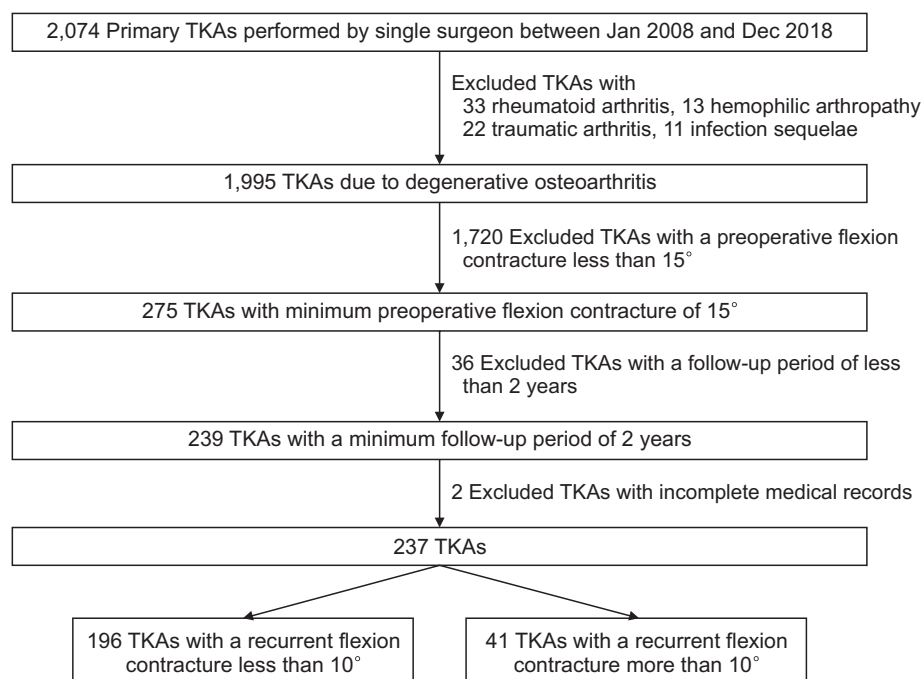 2,074 Primary TKAs performed by single surgeon between Jan 2008 and Dec 2018
Excluded TKAs with
33 rheumatoid arthritis, 13 hemophilic arthropathy
22 traumatic arthritis, 11 infection sequelae
1,995 TKAs due to degenerative osteoarthritis
1,720 Excluded TKAs with a preoperative flexion
contracture less than 15°
275 TKAs with minimum preoperative flexion contracture of 15°
36 Excluded TKAs with a follow-up period of less
than 2 years
239 TKAs with a minimum follow-up period of 2 years
2 Excluded TKAs with incomplete medical records
237 TKAs
196 TKAs with a recurrent flexion
contracture less than 10°
41 TKAs with a recurrent flexion
contracture more than 10°